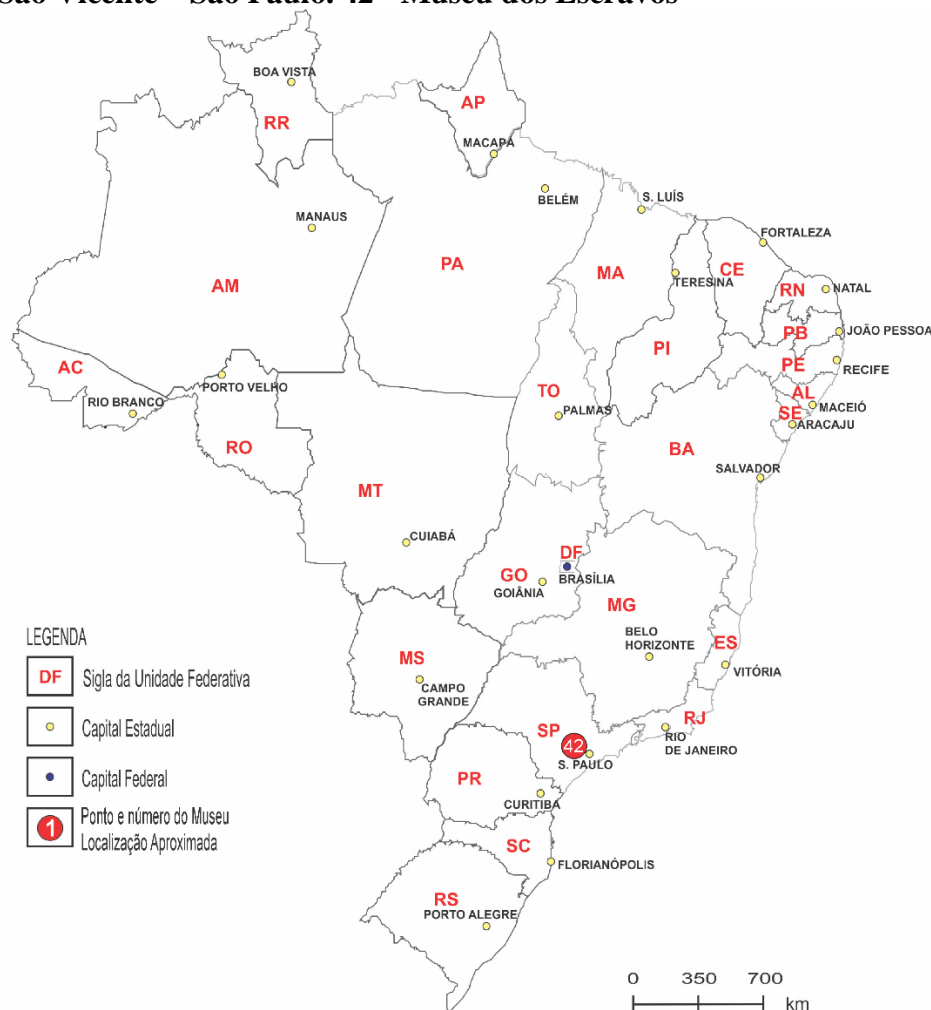 São Vicente – São Paulo. 42 - Museu dos Escravos
BOA VISTA
RR
AP
MACAPÁ
BELÉM
S. LUÍS
MANAUS
FORTALEZA
PA
MA
CE
TERESINA
AM
RN
NATAL
PB
JOÃO PESSOA
PI
PE
RECIFE
AC
PORTO VELHO
TO
AL
RIO BRANCO
PALMAS
MACEIÓ
SE
ARACAJU
RO
BA
SALVADOR
MT
CUIABÁ
DF
GO
BRASÍLIA
GOIÂNIA
MG
BELO
HORIZONTE
ES
VITÓRIA
MS
CAMPO
GRANDE
RJ
RIO
DE JANEIRO
SP
42
S. PAULO
PR
CURITIBA
SC
FLORIANÓPOLIS
RS
PORTO ALEGRE
LEGENDA
DF Sigla da Unidade Federativa
Capital Estadual
Capital Federal
1 Ponto e número do Museu
Localização Aproximada
0 350 700
km